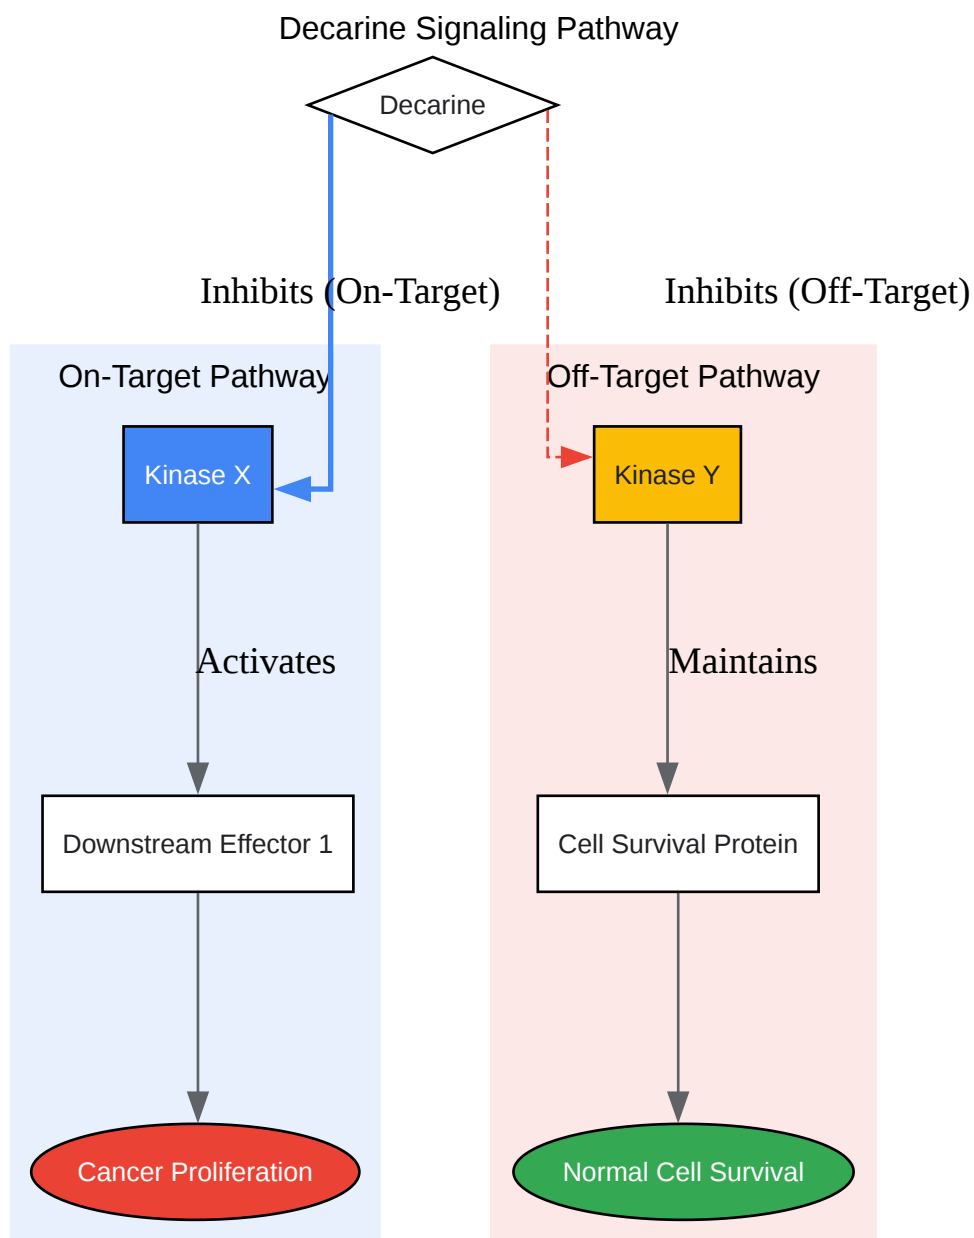 Decarine Signaling Pathway
Decarine
Inhibits (On-Target)
Inhibits (Off-Target)
On-Target Pathway
Off-Target Pathway
Kinase X
Kinase Y
Activates
Maintains
Downstream Effector 1
Cell Survival Protein
Cancer Proliferation
Normal Cell Survival